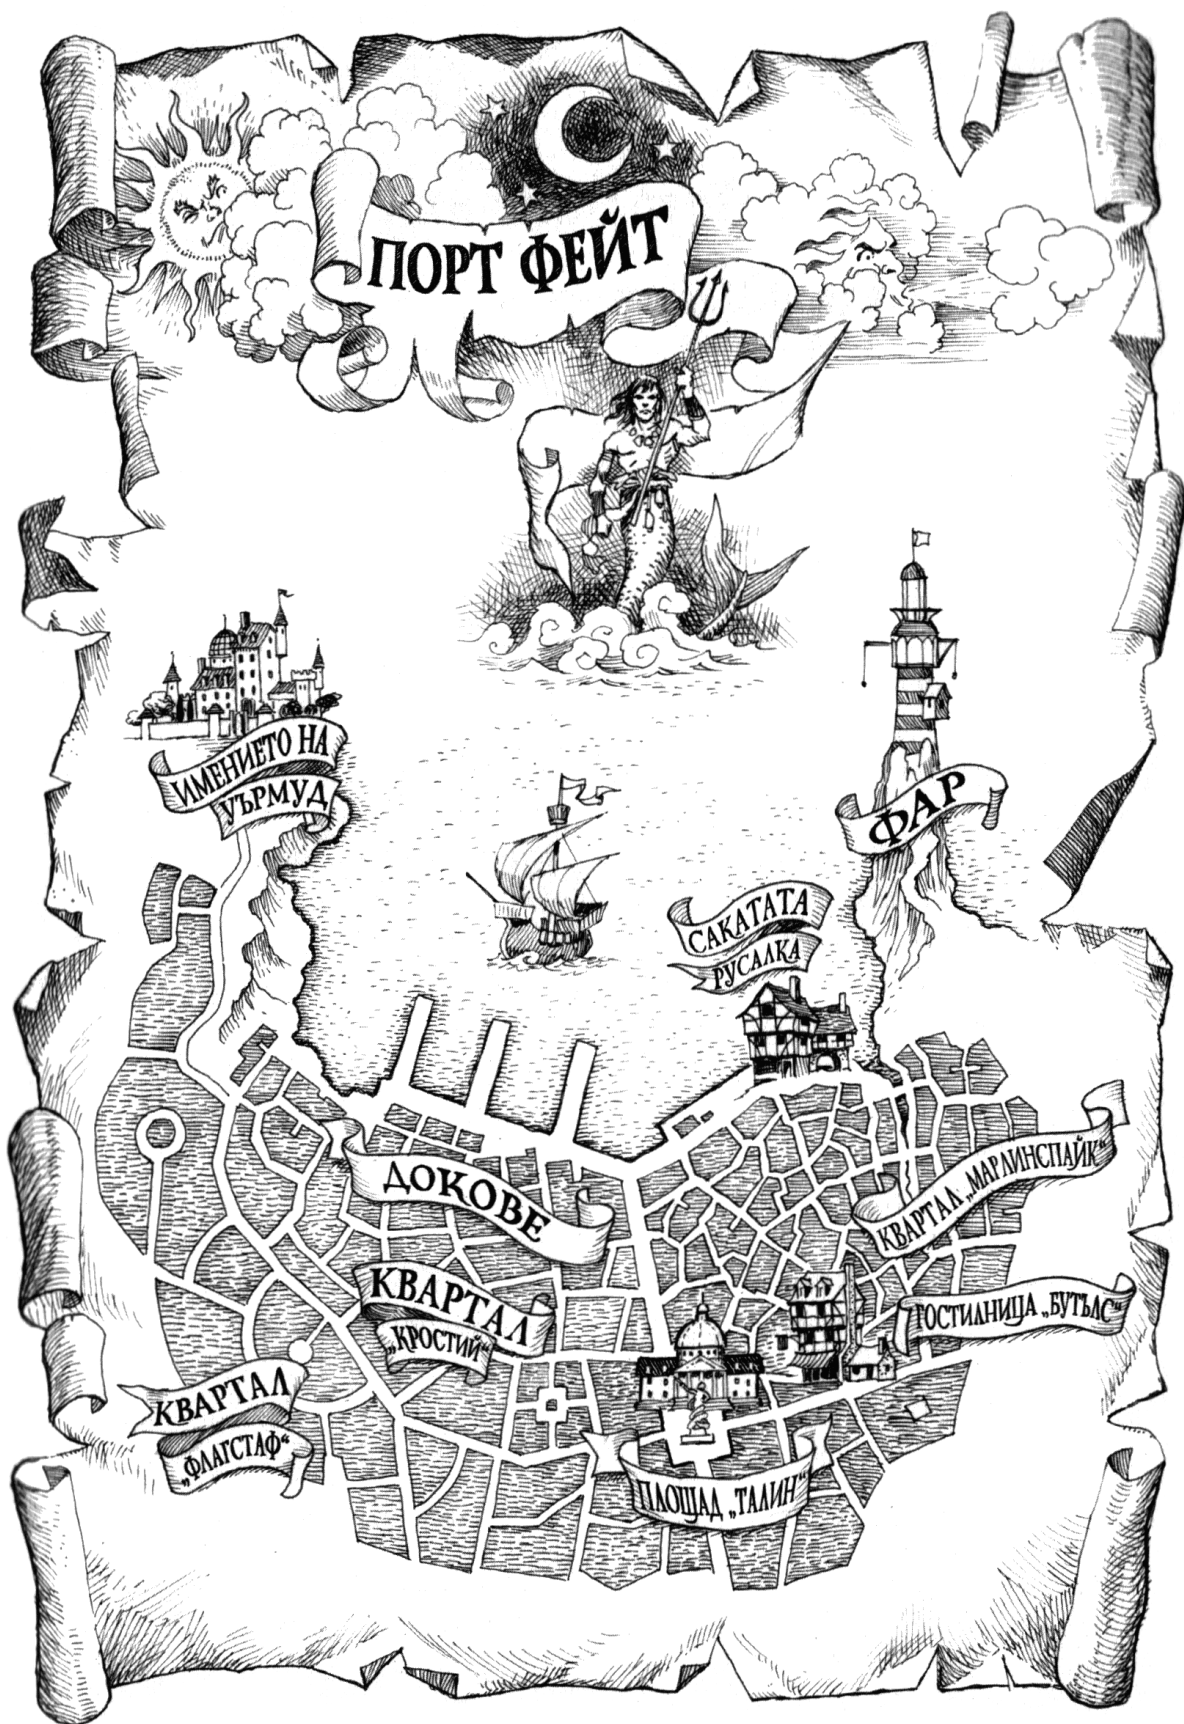 ПОРТ ФЕЙТ
ИМЕНИЕТО НА
УЪРМУД
ФАР
САКАТАТА
РУСАЛКА
ДОКОВЕ
КВАРТАЛ „МАРЛИНСПАЙК“
КВАРТАЛ
„КРОСТИЙ“
ГОСТИЛНИЦА „БУТЪЛС“
КВАРТАЛ
„ФЛАГСТАФ“
ПЛОЩАД „ТАЛИН“